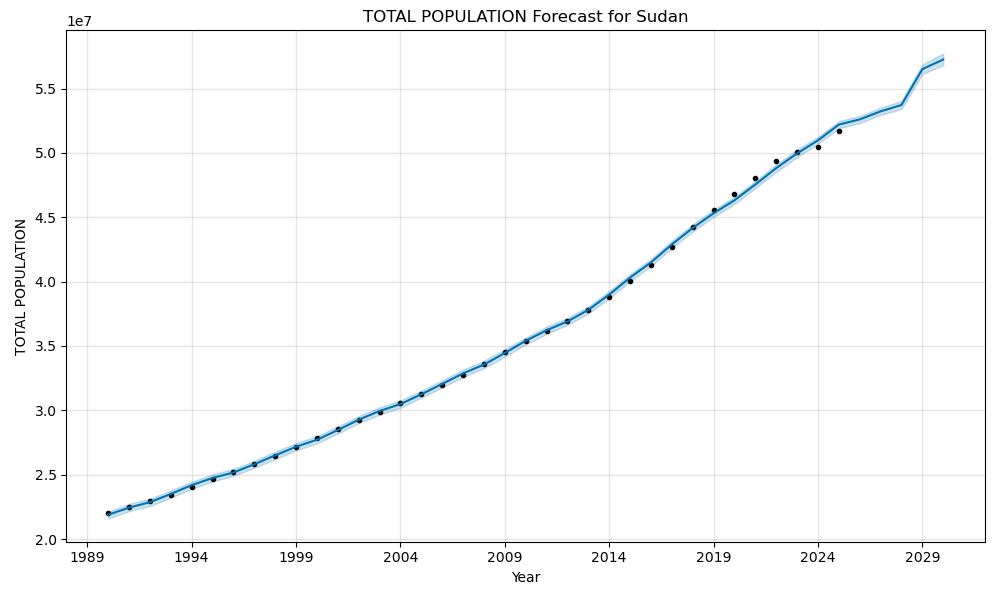 TOTAL POPULATION Forecast for Sudan
1e7
5.5
5.0
4.5
4.0
3.5
3.0
2.5
2.0
TOTAL POPULATION
1989 1994 1999 2004 2009 2014 2019 2024 2029
Year